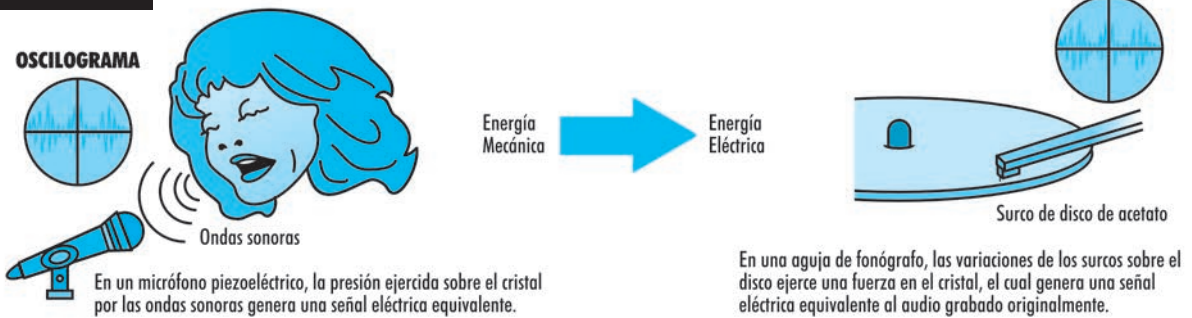 OSCILOGRAMA
Ondas sonoras
En un micrófono piezoeléctrico, la presión ejercida sobre el cristal
por las ondas sonoras genera una señal eléctrica equivalente.
Energía
Mecánica
Energía
Eléctrica
Surco de disco de acetato
En una aguja de fonógrafo, las variaciones de los surcos sobre el
disco ejerce una fuerza en el cristal, el cual genera una señal
eléctrica equivalente al audio grabado originalmente.